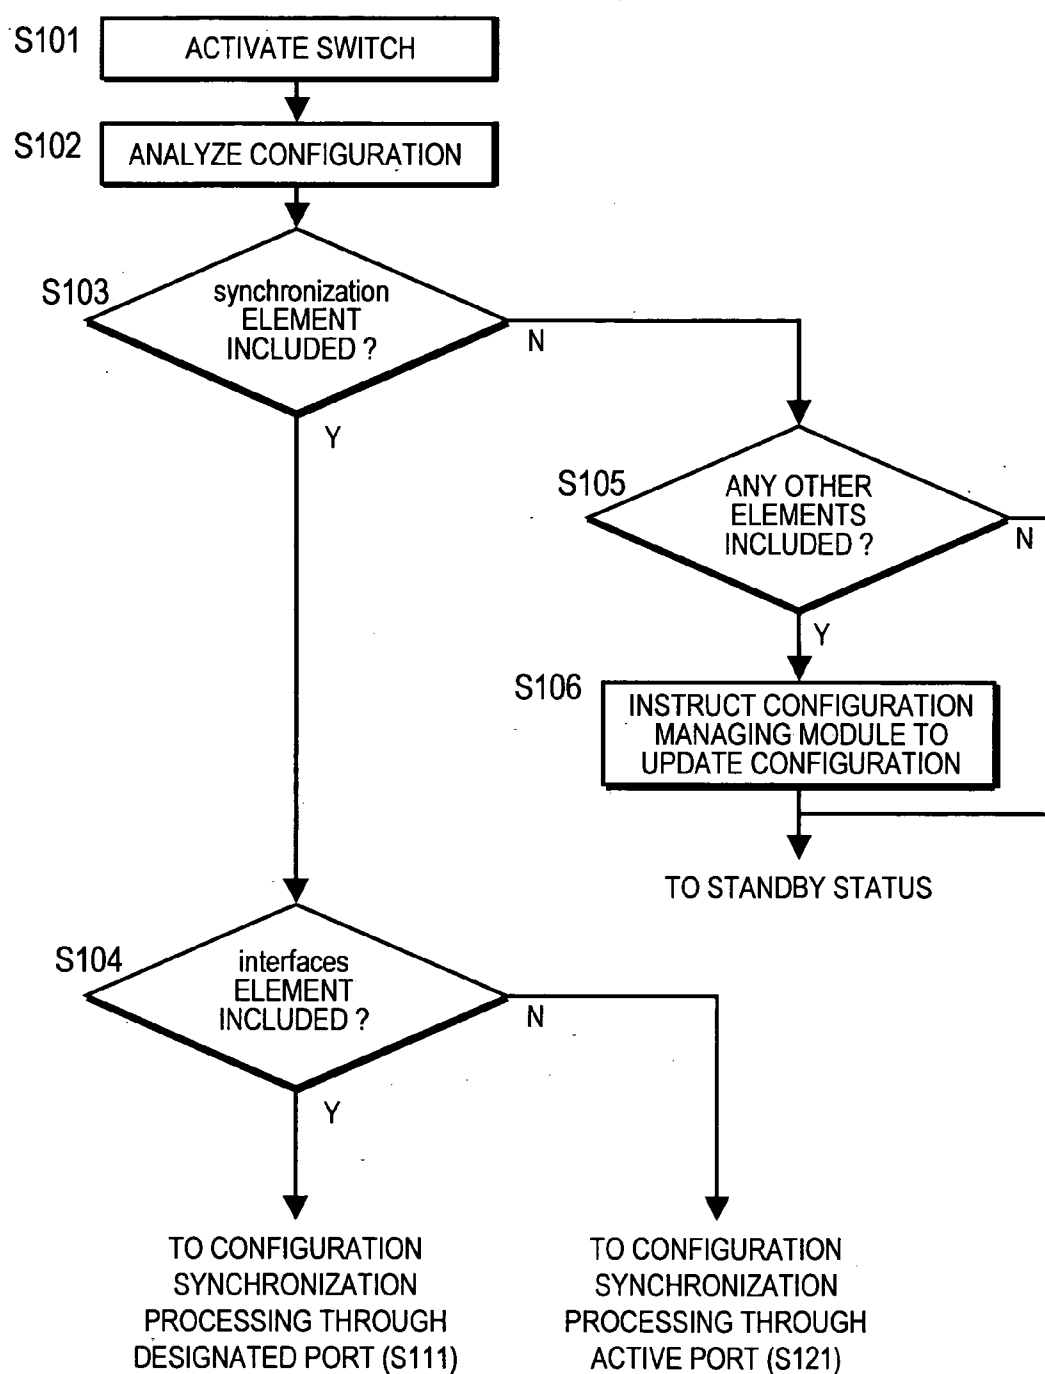 S101
ACTIVATE SWITCH
S102
ANALYZE CONFIGURATION
S103
synchronization
ELEMENT
INCLUDED ?
N
Y
S105
ANY OTHER
ELEMENTS
INCLUDED ?
N
Y
S106
INSTRUCT CONFIGURATION
MANAGING MODULE TO
UPDATE CONFIGURATION
TO STANDBY STATUS
S104
interfaces
ELEMENT
INCLUDED ?
N
Y
TO CONFIGURATION
SYNCHRONIZATION
PROCESSING THROUGH
DESIGNATED PORT (S111)
TO CONFIGURATION
SYNCHRONIZATION
PROCESSING THROUGH
ACTIVE PORT (S121)